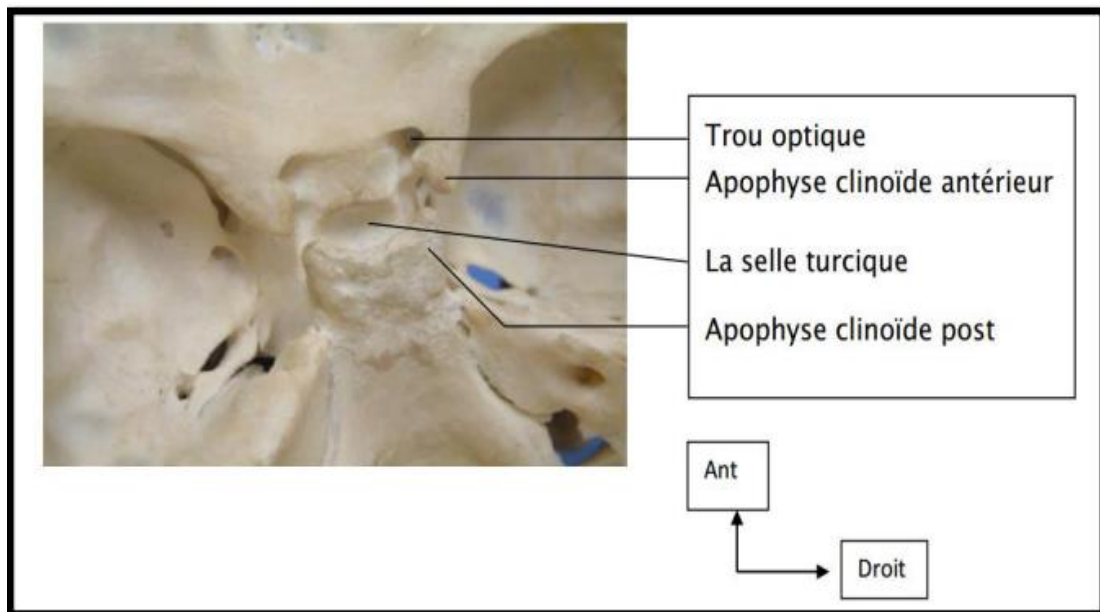 Trou optique
Apophyse clinoïde antérieur
La selle turcique
Apophyse clinoïde post
Ant
Droit